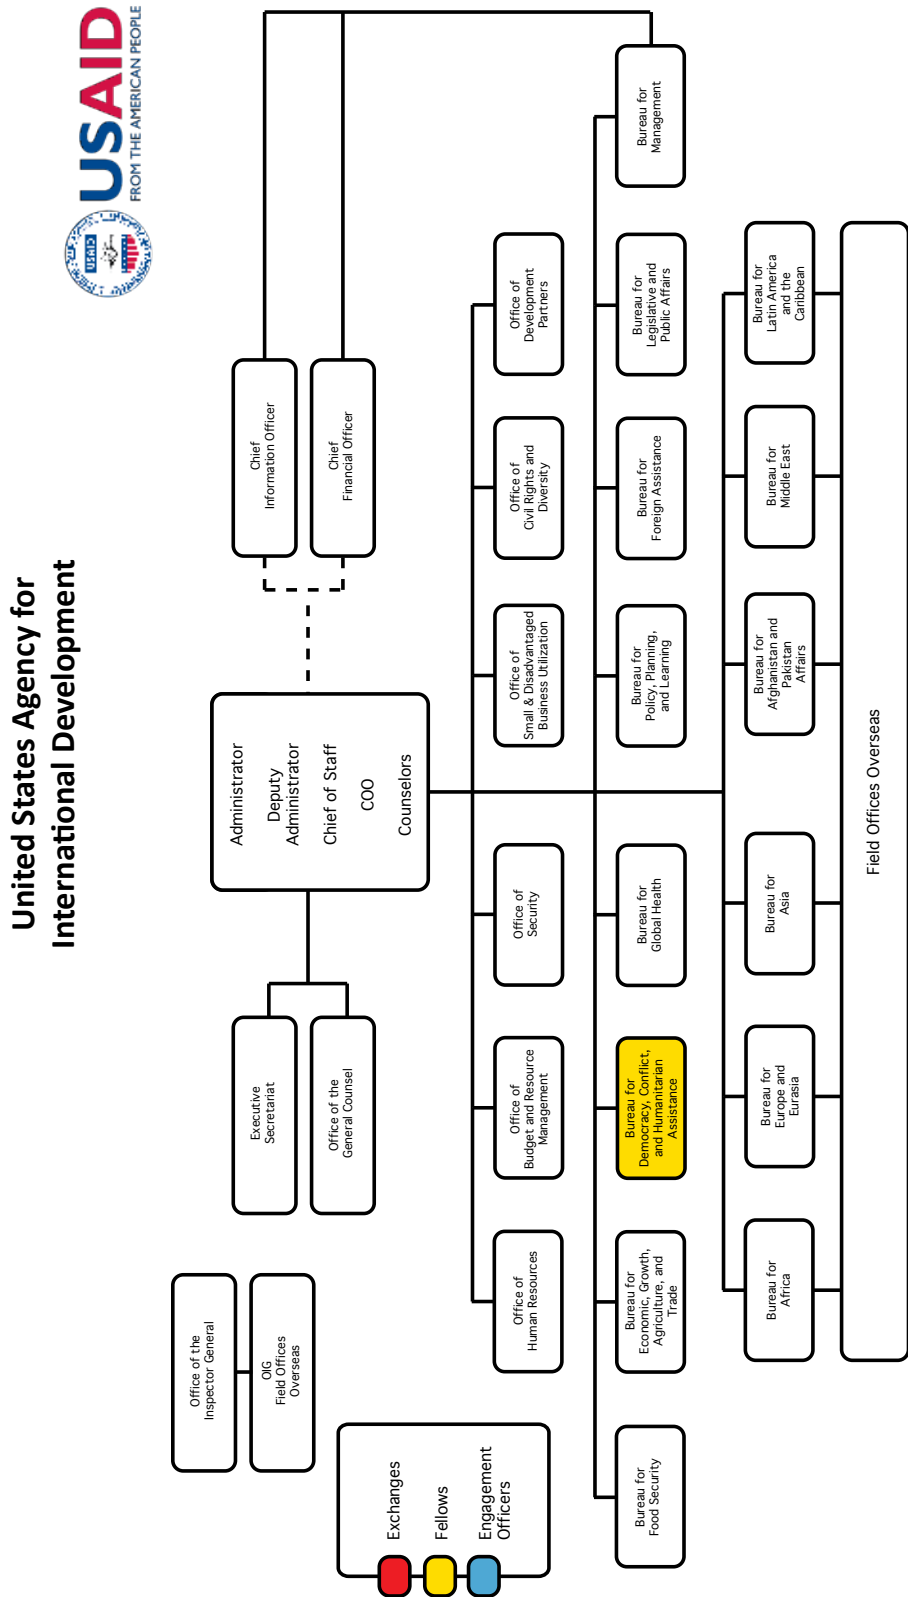 United States Agency for
International Development
USAID
USAID
FROM THE AMERICAN PEOPLE
Office of the
Inspector General
OIG
Field Offices
Overseas
Executive
Secretariat
Office of the
General Counsel
Administrator
Deputy
Administrator
Chief of Staff
COO
Counselors
Chief
Information Officer
Chief
Financial Officer
Exchanges
Fellows
Engagement
Officers
Office of
Human Resources
Office of
Budget and Resource
Management
Office of
Security
Office of
Small & Disadvantaged
Business Utilization
Office of
Civil Rights and
Diversity
Office of
Development
Partners
Bureau for
Food Security
Bureau for
Economic, Growth,
Agriculture, and
Trade
Bureau for
Democracy, Conflict,
and Humanitarian
Assistance
Bureau for
Global Health
Bureau for
Policy, Planning,
and Learning
Bureau for
Foreign Assistance
Bureau for
Legislative and
Public Affairs
Bureau for
Management
Bureau for
Africa
Bureau for
Europe and
Eurasia
Bureau for
Asia
Bureau for
Afghanistan and
Pakistan
Affairs
Bureau for
Middle East
Bureau for
Latin America
and the
Caribbean
Field Offices Overseas